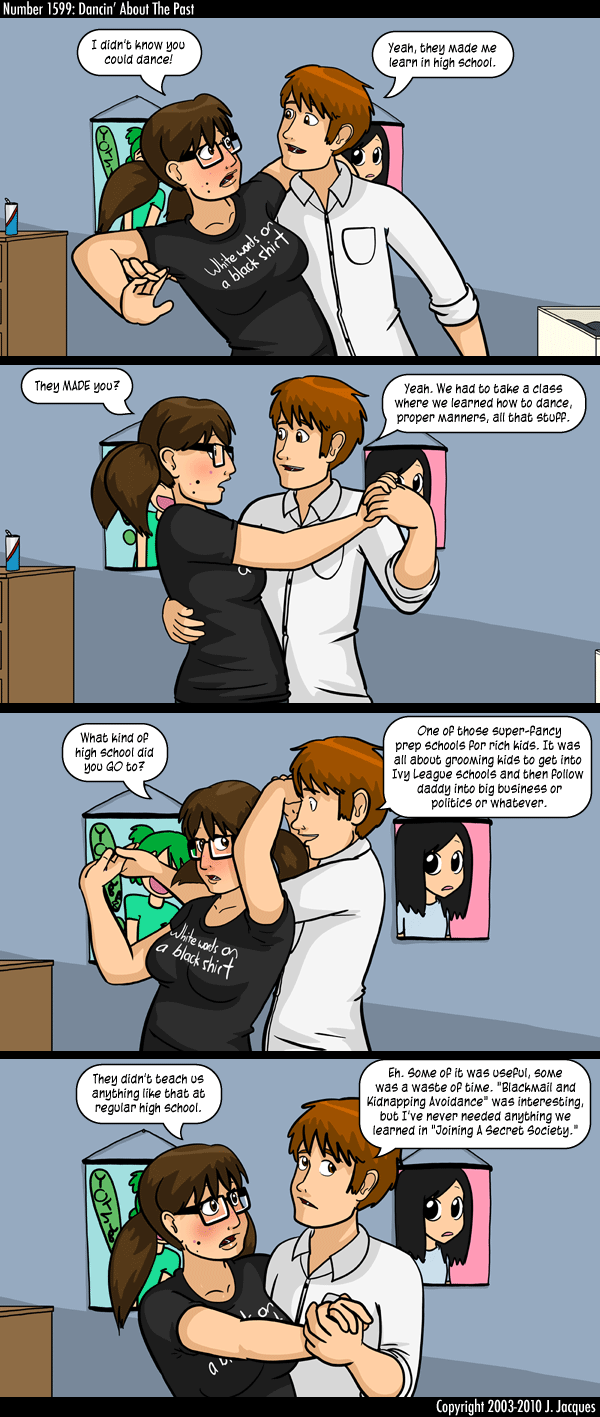 Number 1599: Dancin' About The Past
I didn't know you
could dance!
Yeah, they made me
learn in high school.
White words on
a black shirt
They MADE you?
Yeah. We had to take a class
where we learned how to dance,
proper manners, all that stuff.
What kind of
high school did
you GO to?
One of those super-fancy
prep schools for rich kids. It was
all about grooming kids to get into
Ivy League schools and then follow
daddy into big business or
politics or whatever.
White words on
a black shirt
They didn't teach us
anything like that at
regular high school.
Eh. Some of it was useful, some
was a waste of time. "Blackmail and
Kidnapping Avoidance" was interesting,
but I've never needed anything we
learned in "Joining A Secret Society."
Copyright 2003-2010 J. Jacques